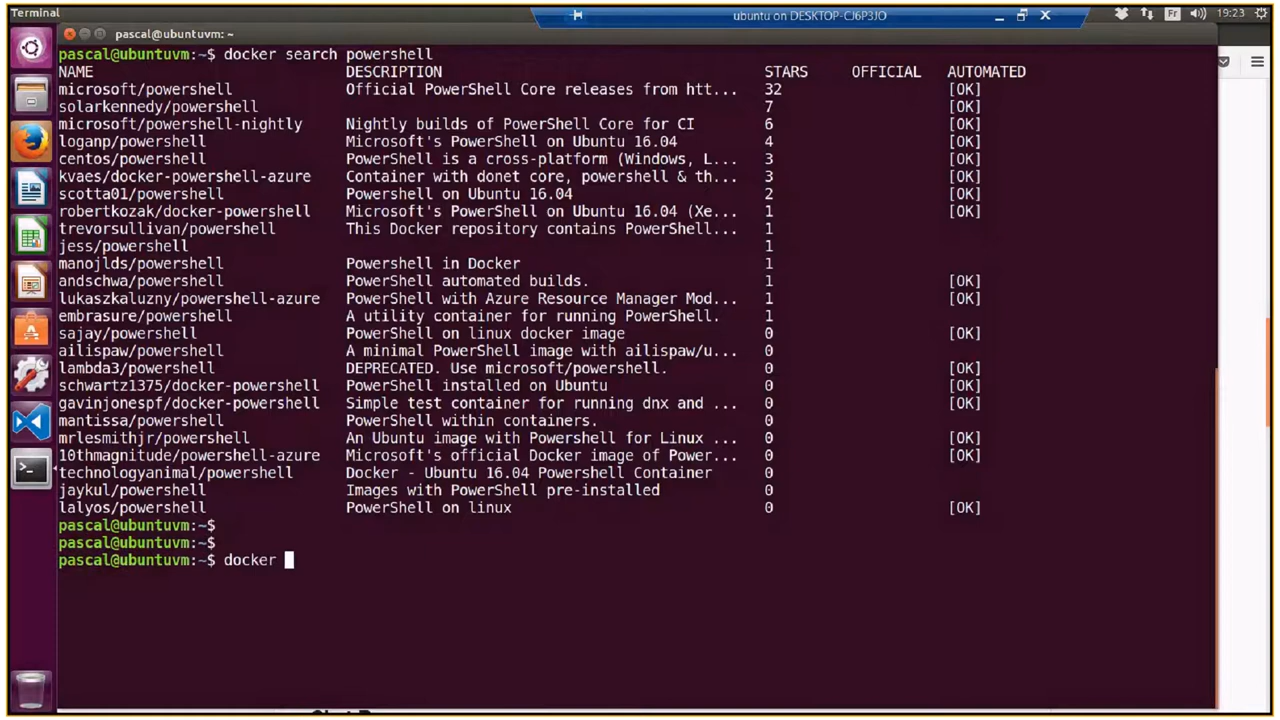 Terminal
ubuntu on DESKTOP-CJ6P3JO
Fr
19:23
pascal@ubuntuvm: ~
pascal@ubuntuvm:~$ docker search powershell
NAME DESCRIPTION STARS OFFICIAL AUTOMATED
microsoft/powershell Official PowerShell Core releases from htt... 32 [OK]
solarkennedy/powershell 7 [OK]
microsoft/powershell-nightly Nightly builds of PowerShell Core for CI 6 [OK]
loganp/powershell Microsoft's PowerShell on Ubuntu 16.04 4 [OK]
centos/powershell PowerShell is a cross-platform (Windows, L... 3 [OK]
kvaes/docker-powershell-azure Container with donet core, powershell & th... 3 [OK]
scotta01/powershell Powershell on Ubuntu 16.04 2 [OK]
robertkozak/docker-powershell Microsoft's PowerShell on Ubuntu 16.04 (Xe... 1 [OK]
trevorsullivan/powershell This Docker repository contains PowerShell... 1
jess/powershell 1
manojlds/powershell Powershell in Docker 1
andschwa/powershell PowerShell automated builds. 1 [OK]
lukaszkaluzny/powershell-azure PowerShell with Azure Resource Manager Mod... 1 [OK]
embrasure/powershell A utility container for running PowerShell. 1
sajay/powershell PowerShell on linux docker image 0 [OK]
ailispaw/powershell A minimal PowerShell image with ailispaw/u... 0
lambda3/powershell DEPRECATED. Use microsoft/powershell. 0 [OK]
schwartz1375/docker-powershell PowerShell installed on Ubuntu 0 [OK]
gavinjonespf/docker-powershell Simple test container for running dnx and ... 0 [OK]
mantissa/powershell PowerShell within containers. 0
mrlesmithjr/powershell An Ubuntu image with Powershell for Linux ... 0 [OK]
10thmagnitude/powershell-azure Microsoft's official Docker image of Power... 0 [OK]
technologyanimal/powershell Docker - Ubuntu 16.04 Powershell Container 0
jaykul/powershell Images with PowerShell pre-installed 0
lalyos/powershell PowerShell on linux 0 [OK]
pascal@ubuntuvm:~$
pascal@ubuntuvm:~$
pascal@ubuntuvm:~$ docker